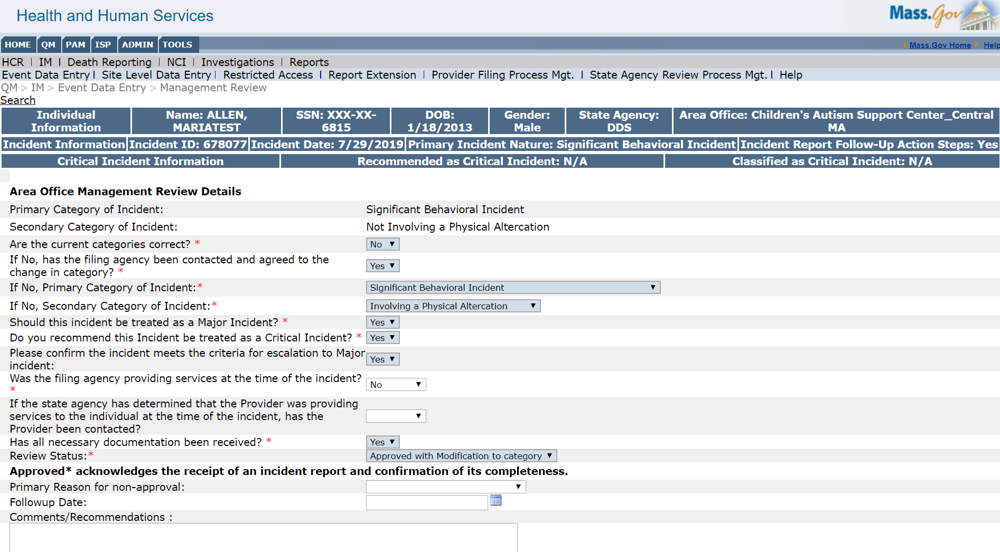 Health and Human Services
Mass.Gov
HOME QM PAM ISP ADMIN TOOLS
Mass.Gov Home Help
HCR | IM | Death Reporting | NCI | Investigations | Reports
Event Data Entry | Site Level Data Entry | Restricted Access | Report Extension | Provider Filing Process Mgt. | State Agency Review Process Mgt. | Help
QM > IM > Event Data Entry > Management Review
Search
Individual Information
Name: ALLEN, MARIATEST
SSN: XXX-XX-6815
DOB: 1/18/2013
Gender: Male
State Agency: DDS
Area Office: Children's Autism Support Center_Central MA
Incident Information Incident ID: 678077 Incident Date: 7/29/2019 Primary Incident Nature: Significant Behavioral Incident Incident Report Follow-Up Action Steps: Yes
Critical Incident Information Recommended as Critical Incident: N/A Classified as Critical Incident: N/A
Area Office Management Review Details
Primary Category of Incident: Significant Behavioral Incident
Secondary Category of Incident: Not Involving a Physical Altercation
Are the current categories correct? * No
If No, has the filing agency been contacted and agreed to the
change in category? * Yes
If No, Primary Category of Incident:* Significant Behavioral Incident
If No, Secondary Category of Incident:* Involving a Physical Altercation
Should this incident be treated as a Major Incident? * Yes
Do you recommend this Incident be treated as a Critical Incident? * Yes
Please confirm the incident meets the criteria for escalation to Major
incident: Yes
Was the filing agency providing services at the time of the incident?
* No
If the state agency has determined that the Provider was providing
services to the individual at the time of the incident, has the
Provider been contacted?
Has all necessary documentation been received? * Yes
Review Status:* Approved with Modification to category
Approved* acknowledges the receipt of an incident report and confirmation of its completeness.
Primary Reason for non-approval:
Followup Date:
Comments/Recommendations :